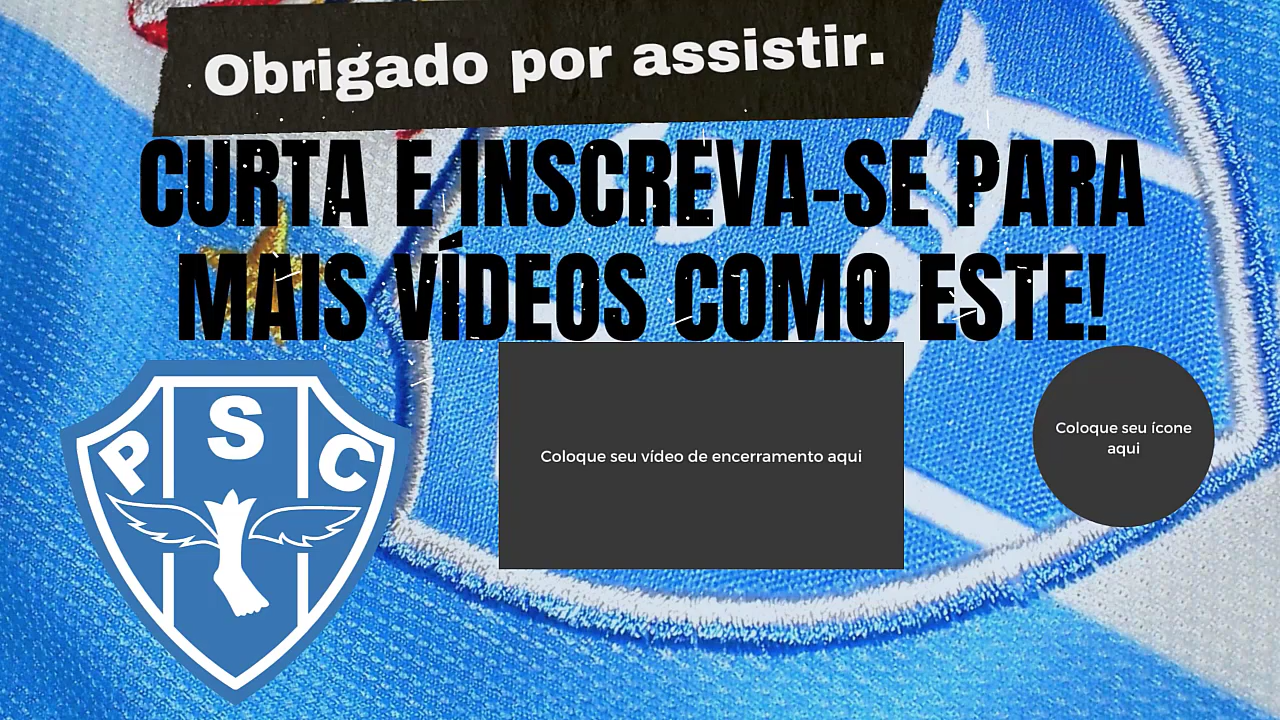 Obrigado por assistir.
CURTA E INSCREVA-SE PARA
MAIS VÍDEOS COMO ESTE!
P S C
Coloque seu vídeo de encerramento aqui
Coloque seu ícone
aqui